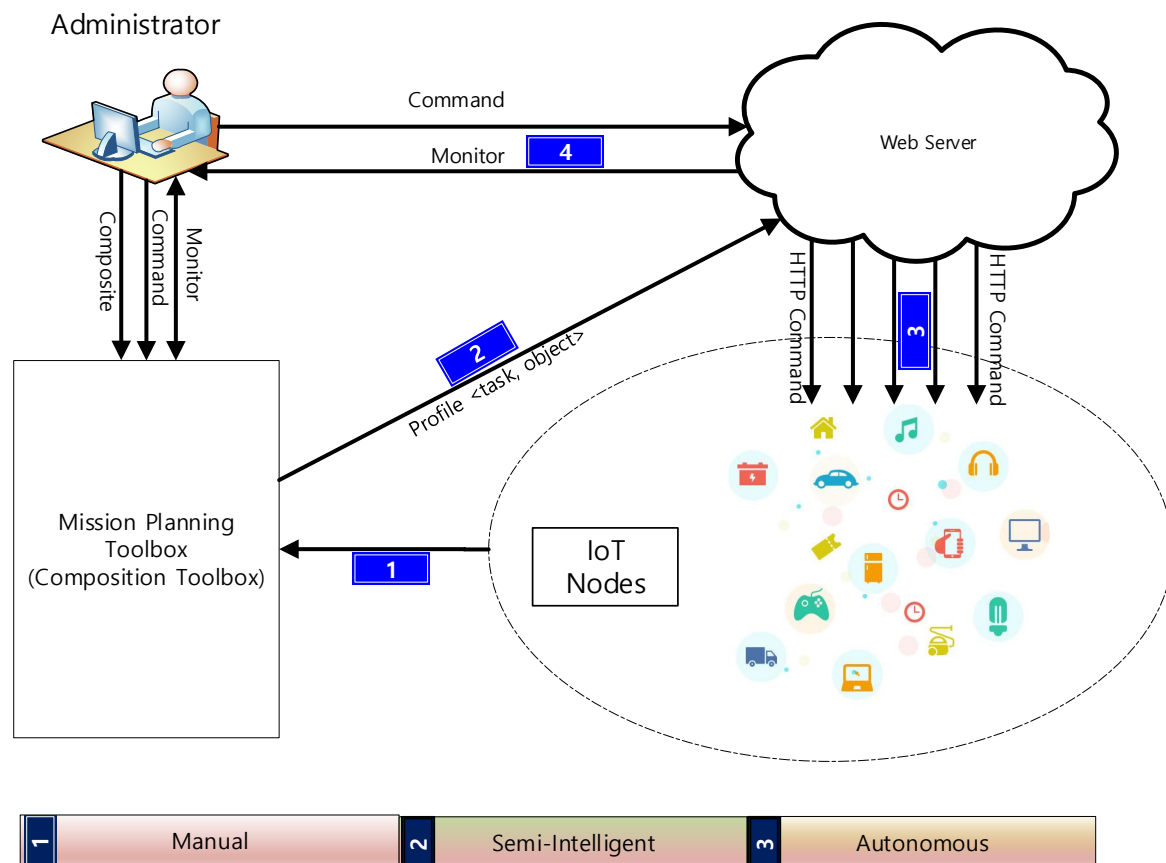 Administrator
Command
Monitor
4
Web Server
Composite
Command
Monitor
HTTP Command
3
HTTP Command
2
Profile <task, object>
Mission Planning
Toolbox
(Composition Toolbox)
1
IoT
Nodes
1
Manual
2
Semi-Intelligent
3
Autonomous